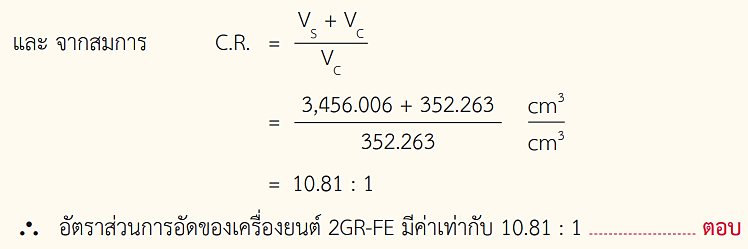 และ จากสมการ C.R. = (V_S + V_C) / V_C
= (3,456.006 + 352.263) / 352.263 cm³/cm³
= 10.81 : 1
∴ อัตราส่วนการอัดของเครื่องยนต์ 2GR-FE มีค่าเท่ากับ 10.81 : 1 ........................ ตอบ